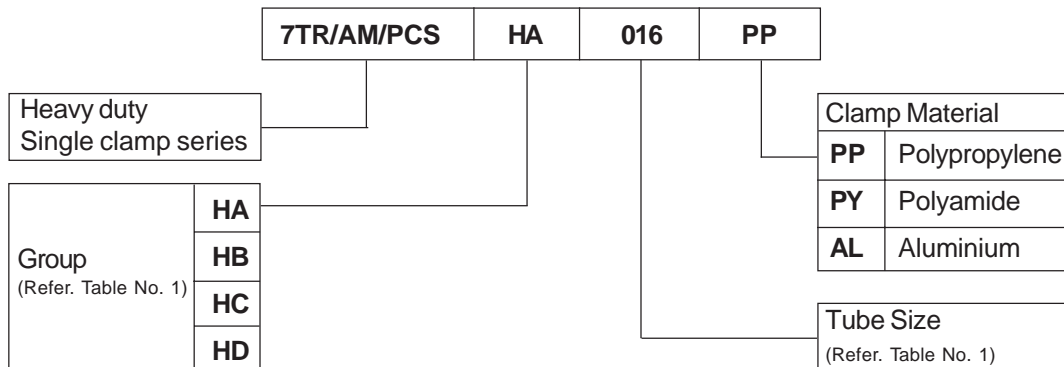 7TR/AM/PCS HA 016 PP
Heavy duty
Single clamp series
Group
(Refer. Table No. 1)
HA
HB
HC
HD
Clamp Material
PP Polypropylene
PY Polyamide
AL Aluminium
Tube Size
(Refer. Table No. 1)